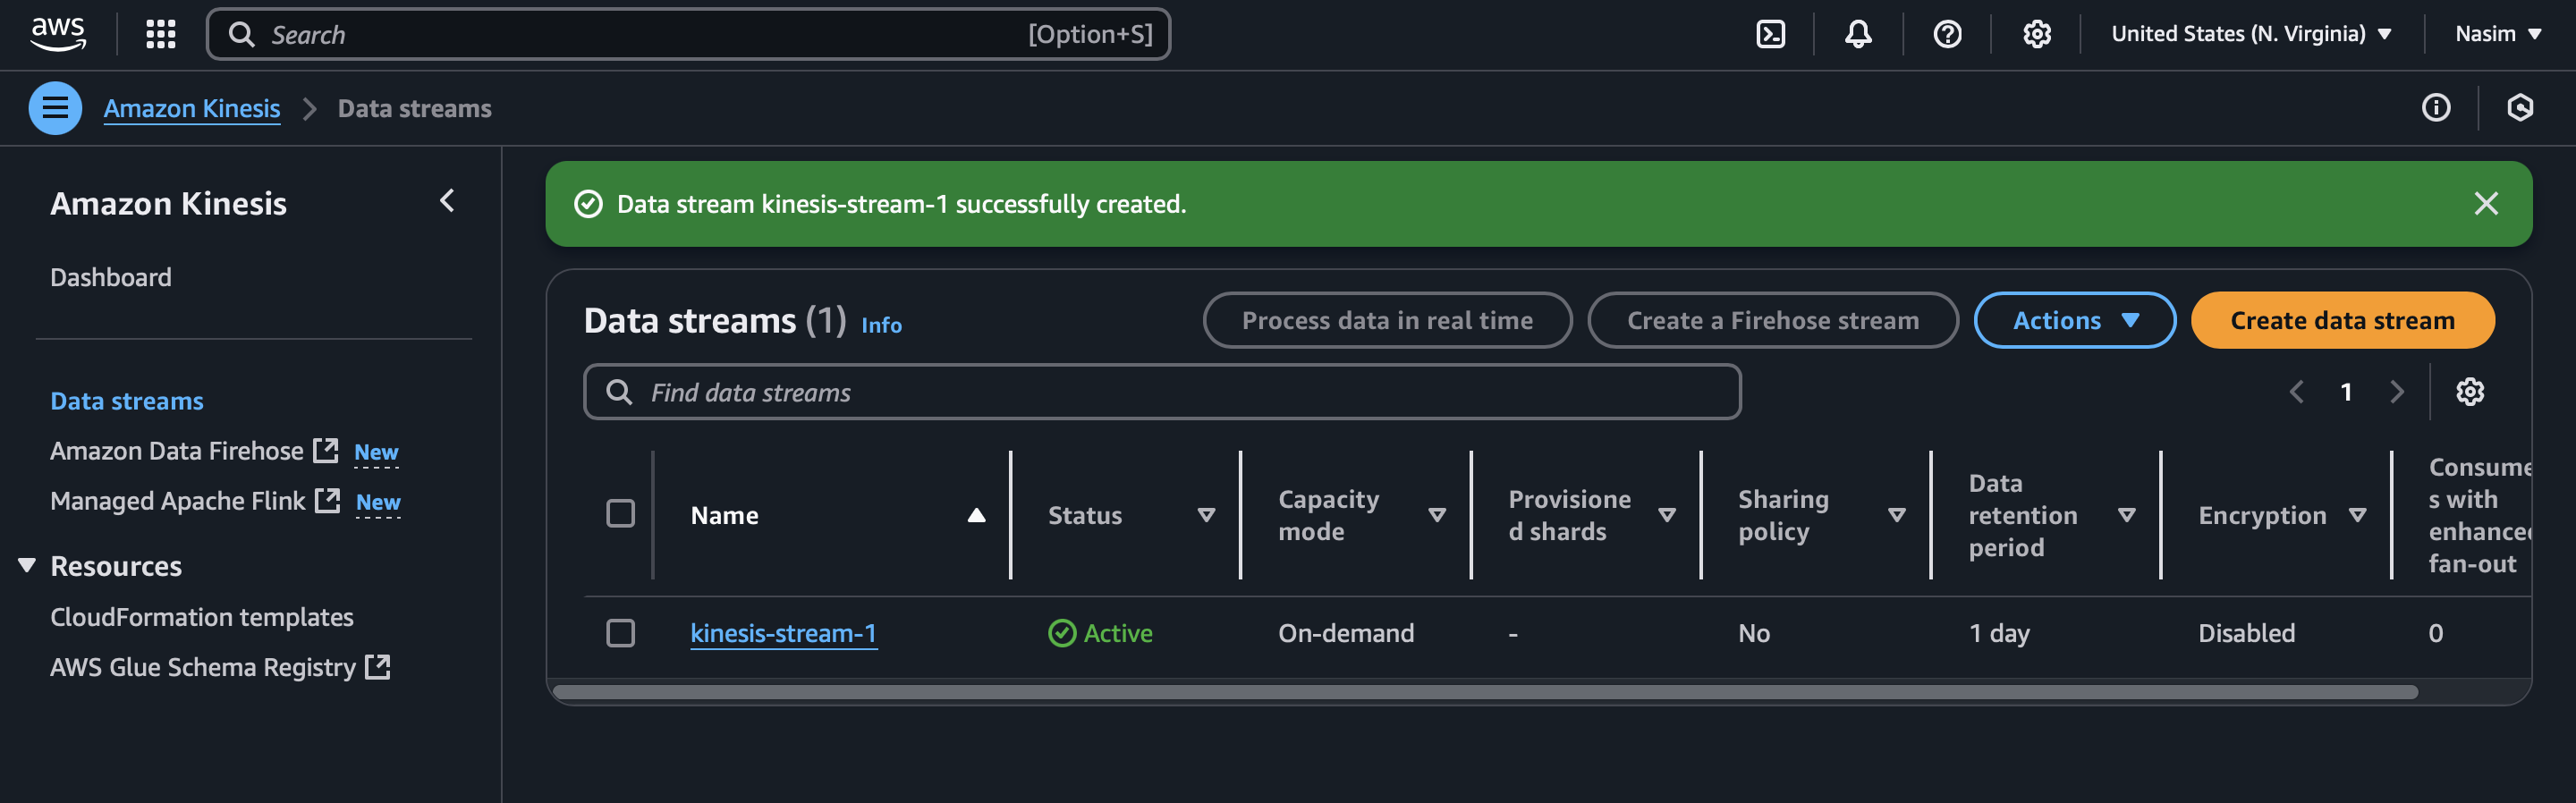 aws
Search [Option+S]
United States (N. Virginia)
Nasim
Amazon Kinesis
Data streams
Amazon Kinesis
Dashboard
Data streams
Amazon Data Firehose New
Managed Apache Flink New
Resources
CloudFormation templates
AWS Glue Schema Registry
Data stream kinesis-stream-1 successfully created.
Data streams (1) Info
Process data in real time
Create a Firehose stream
Actions
Create data stream
Find data streams
1
Name
Status
Capacity
mode
Provisione
d shards
Sharing
policy
Data
retention
period
Encryption
Consume
s with
enhanced
fan-out
kinesis-stream-1 Active On-demand - No 1 day Disabled 0